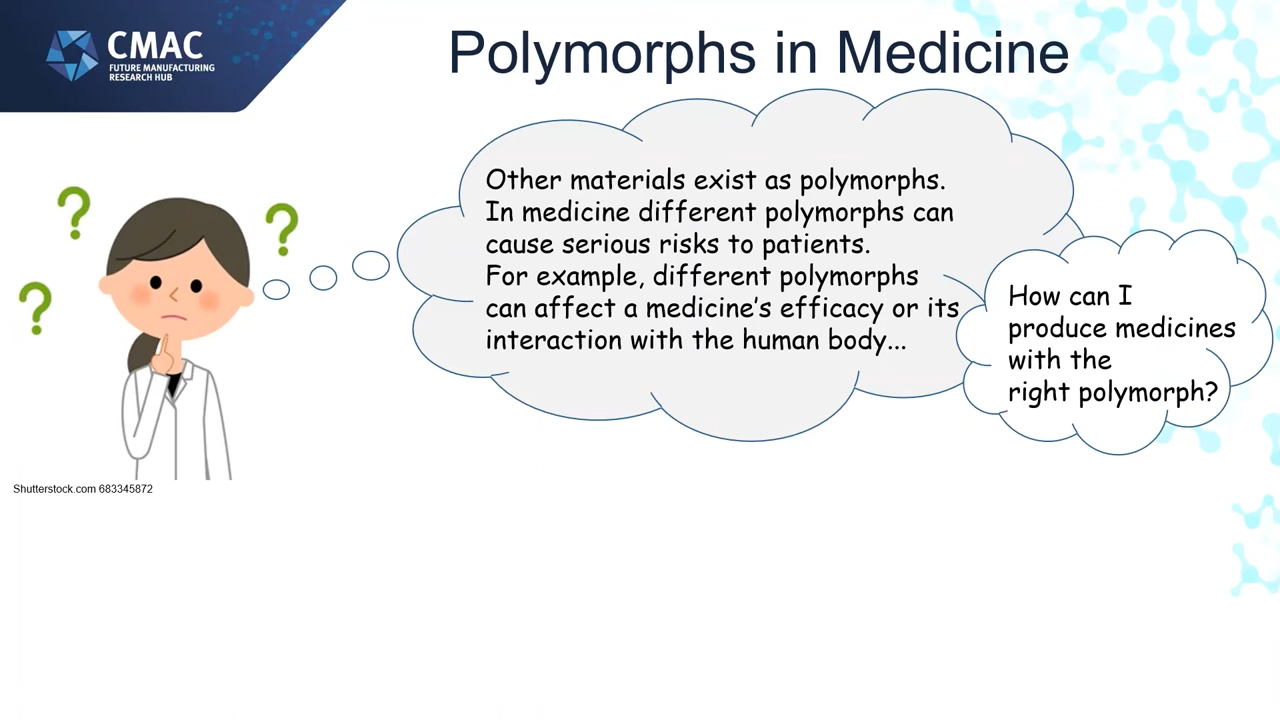 CMAC
FUTURE MANUFACTURING
RESEARCH HUB
Polymorphs in Medicine
?
?
?
Other materials exist as polymorphs.
In medicine different polymorphs can
cause serious risks to patients.
For example, different polymorphs
can affect a medicine's efficacy or its
interaction with the human body...
How can I
produce medicines
with the
right polymorph?
Shutterstock.com 683345872